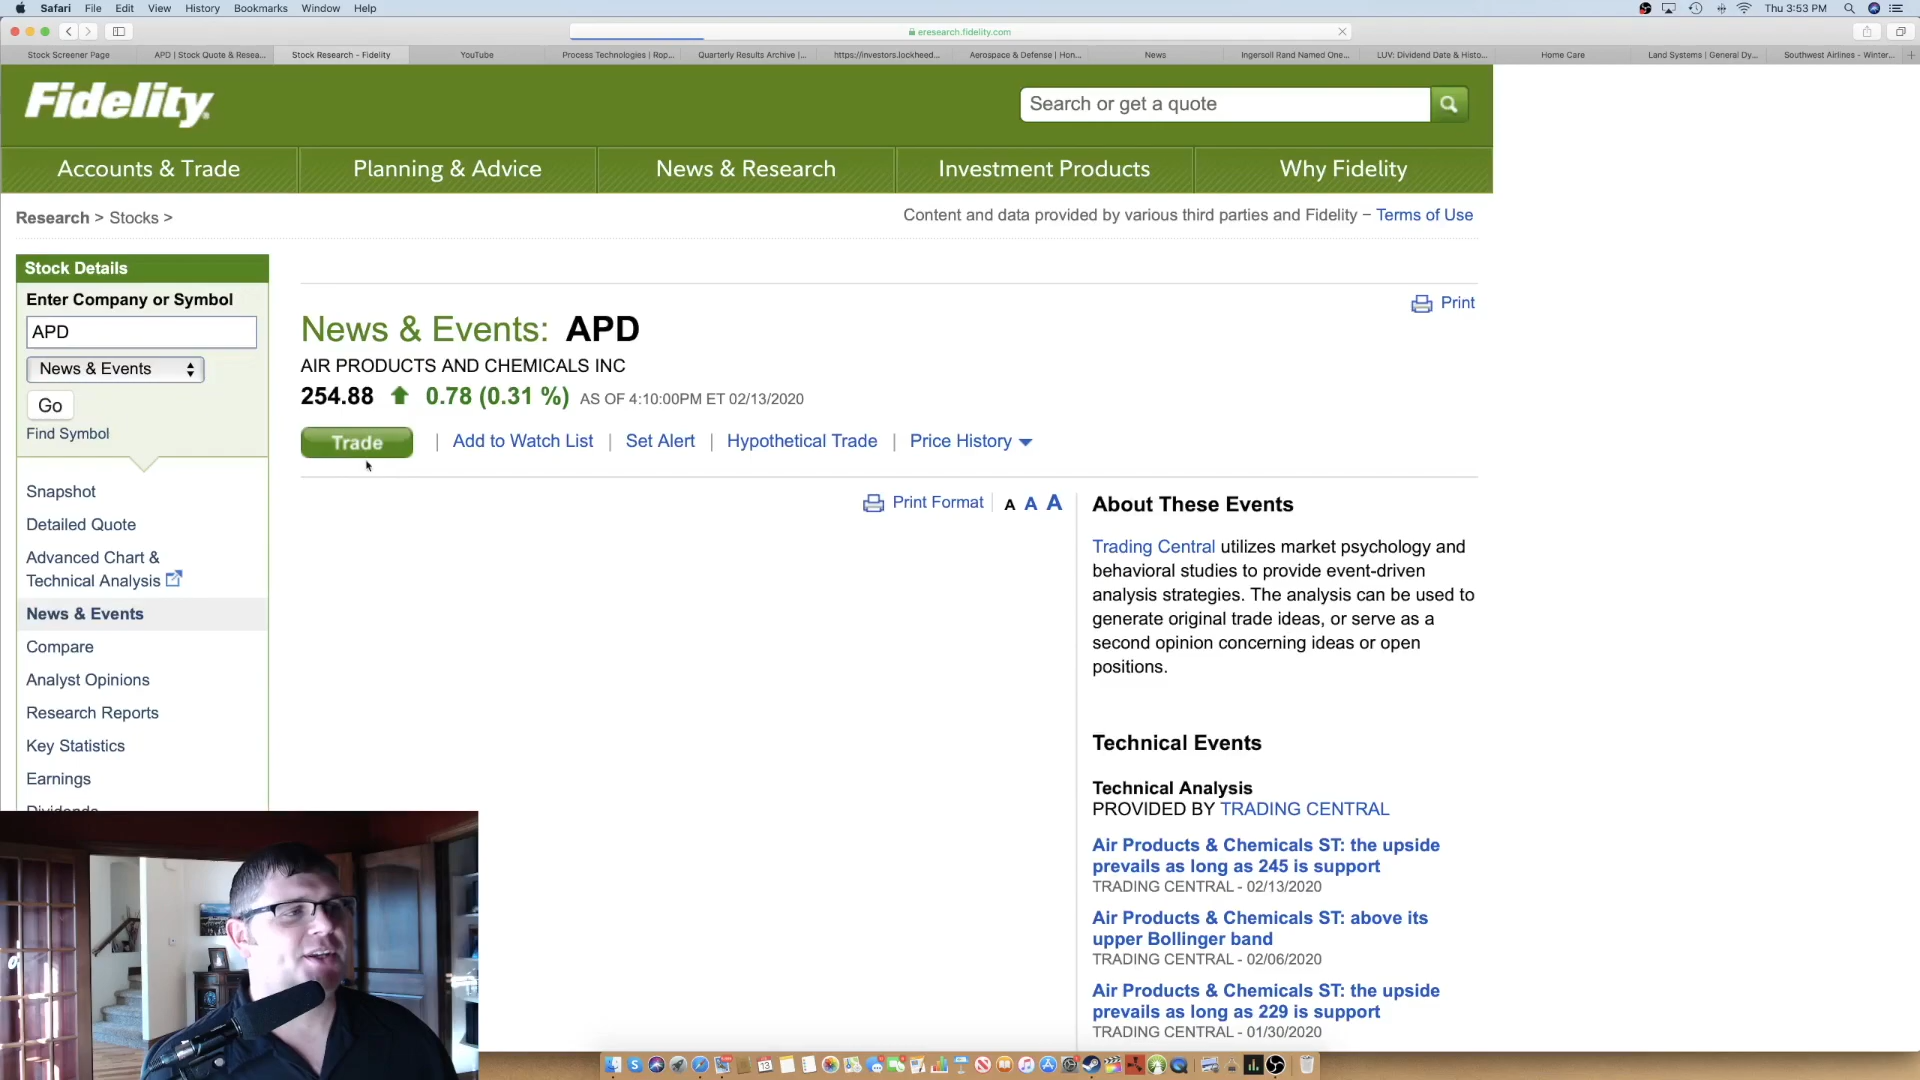 Safari File Edit View History Bookmarks Window Help
Thu 3:53 PM
eresearch.fidelity.com
Stock Screener Page
APD | Stock Quote & Resea...
Stock Research - Fidelity
YouTube
Process Technologies | Rop...
Quarterly Results Archive |...
https://investors.lockheed...
Aerospace & Defense | Hon...
News
Ingersoll Rand Named One...
LUV: Dividend Date & Histo...
Home Care
Land Systems | General Dy...
Southwest Airlines - Winter...
Fidelity
Search or get a quote
Accounts & Trade
Planning & Advice
News & Research
Investment Products
Why Fidelity
Research > Stocks >
Content and data provided by various third parties and Fidelity – Terms of Use
Stock Details
Enter Company or Symbol
APD
News & Events
Go
Find Symbol
Snapshot
Detailed Quote
Advanced Chart &
Technical Analysis
News & Events
Compare
Analyst Opinions
Research Reports
Key Statistics
Earnings
Dividends
Print
News & Events: APD
AIR PRODUCTS AND CHEMICALS INC
254.88 0.78 (0.31 %) AS OF 4:10:00PM ET 02/13/2020
Trade | Add to Watch List | Set Alert | Hypothetical Trade | Price History
Print Format A A A
About These Events
Trading Central utilizes market psychology and
behavioral studies to provide event-driven
analysis strategies. The analysis can be used to
generate original trade ideas, or serve as a
second opinion concerning ideas or open
positions.
Technical Events
Technical Analysis
PROVIDED BY TRADING CENTRAL
Air Products & Chemicals ST: the upside
prevails as long as 245 is support
TRADING CENTRAL - 02/13/2020
Air Products & Chemicals ST: above its
upper Bollinger band
TRADING CENTRAL - 02/06/2020
Air Products & Chemicals ST: the upside
prevails as long as 229 is support
TRADING CENTRAL - 01/30/2020